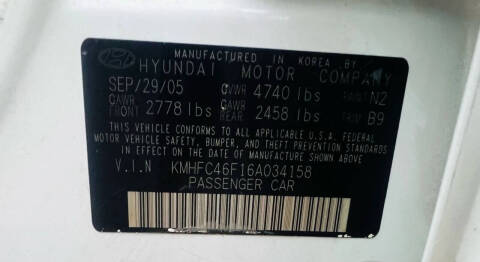 MANUFACTURED IN KOREA BY
HYUNDAI MOTOR COMPANY
SEP/29/05 GVWR 4740 lbs PAINT N2
GAWR FRONT 2778 lbs GAWR REAR 2458 lbs TRIM B9
THIS VEHICLE CONFORMS TO ALL APPLICABLE U.S.A. FEDERAL
MOTOR VEHICLE SAFETY, BUMPER, AND THEFT PREVENTION STANDARDS
IN EFFECT ON THE DATE OF MANUFACTURE SHOWN ABOVE.
V.I.N KMHFC46F16A034158
PASSENGER CAR